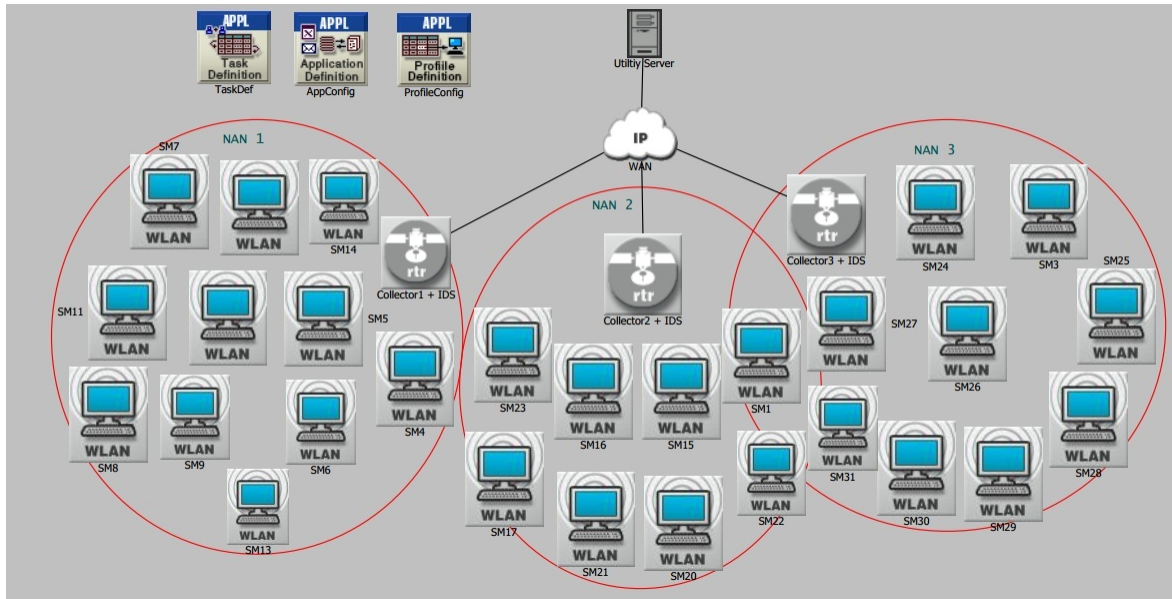 APPL
Task
Definition
TaskDef
APPL
Application
Definition
AppConfig
APPL
Profiile
Definition
ProfileConfig
Utiltiy Server
IP
WAN
NAN 1
SM7
WLAN
WLAN
WLAN
SM14
rtr
Collector1 + IDS
SM11
WLAN
WLAN
WLAN
SM5
WLAN
SM4
WLAN
SM8
WLAN
SM9
WLAN
SM6
WLAN
SM13
NAN 2
rtr
Collector2 + IDS
WLAN
SM23
WLAN
SM16
WLAN
SM15
WLAN
SM1
WLAN
SM17
WLAN
SM21
WLAN
SM20
WLAN
SM22
NAN 3
rtr
Collector3 + IDS
WLAN
SM24
WLAN
SM3
SM25
WLAN
WLAN
SM27
WLAN
SM26
WLAN
SM28
WLAN
SM31
WLAN
SM30
WLAN
SM29